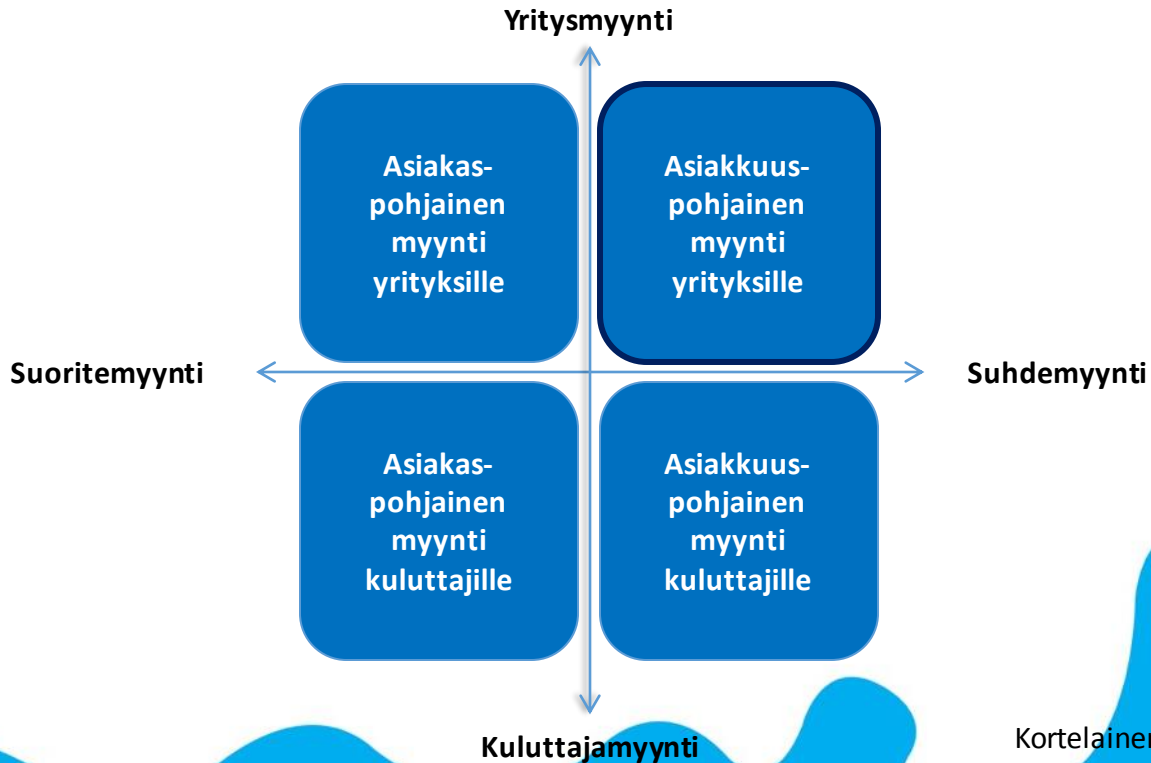 Yritysmyynti
Asiakas-
pohjainen
myynti
yrityksille
Asiakkuus-
pohjainen
myynti
yrityksille
Suoritemyynti
Suhdemyynti
Asiakas-
pohjainen
myynti
kuluttajille
Asiakkuus-
pohjainen
myynti
kuluttajille
Kuluttajamyynti